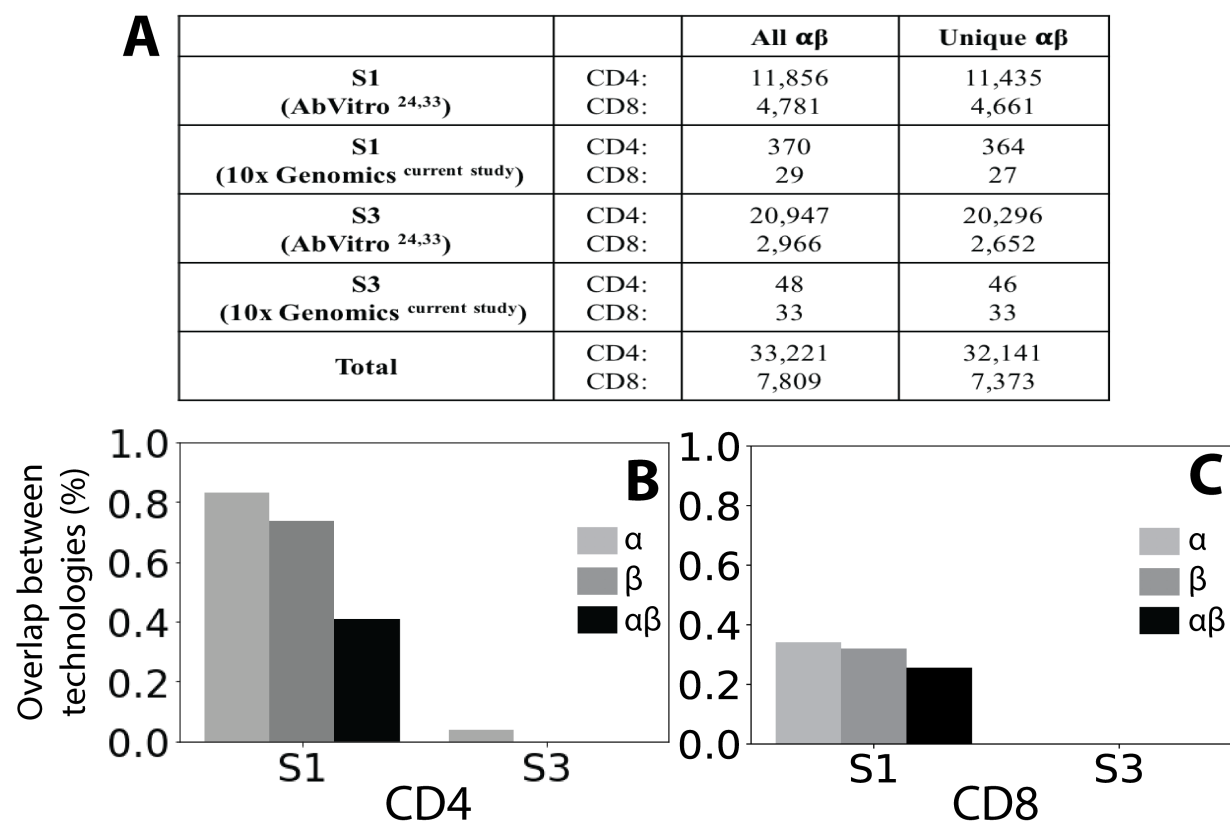 A
All αβ Unique αβ
S1 CD4: 11,856 11,435
(AbVitro 24,33) CD8: 4,781 4,661
S1 CD4: 370 364
(10x Genomics current study) CD8: 29 27
S3 CD4: 20,947 20,296
(AbVitro 24,33) CD8: 2,966 2,652
S3 CD4: 48 46
(10x Genomics current study) CD8: 33 33
Total CD4: 33,221 32,141
CD8: 7,809 7,373
Overlap between
technologies (%)
1.0
0.8
0.6
0.4
0.2
0.0
B
α
β
αβ
S1 S3
CD4
1.0
0.8
0.6
0.4
0.2
0.0
C
α
β
αβ
S1 S3
CD8